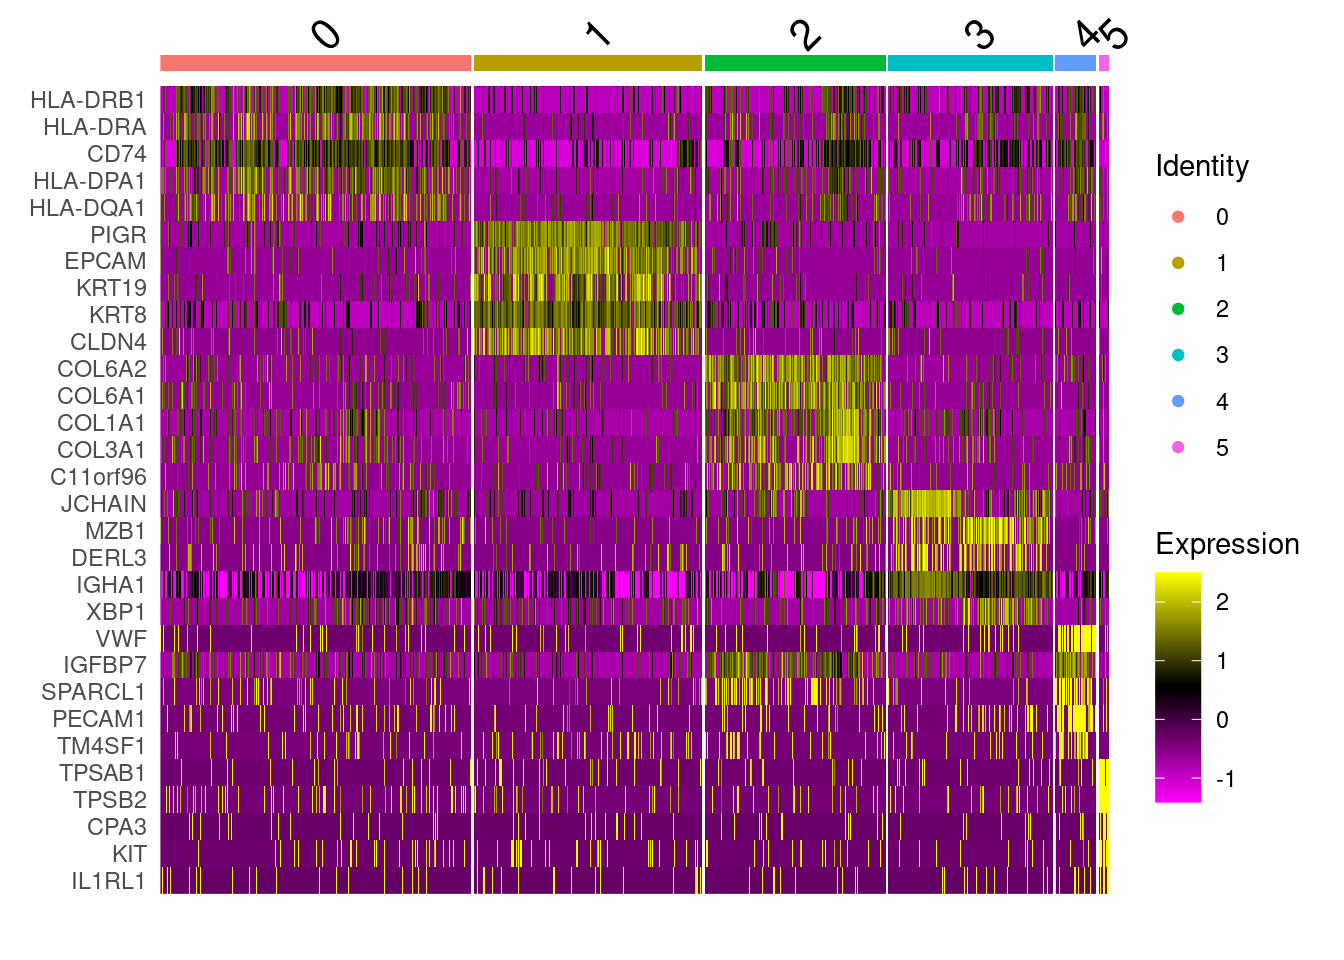 0 1 2 3 4 5
HLA-DRB1
HLA-DRA
CD74
HLA-DPA1
HLA-DQA1
PIGR
EPCAM
KRT19
KRT8
CLDN4
COL6A2
COL6A1
COL1A1
COL3A1
C11orf96
JCHAIN
MZB1
DERL3
IGHA1
XBP1
VWF
IGFBP7
SPARCL1
PECAM1
TM4SF1
TPSAB1
TPSB2
CPA3
KIT
IL1RL1
Identity
0
1
2
3
4
5
Expression
2
1
0
-1